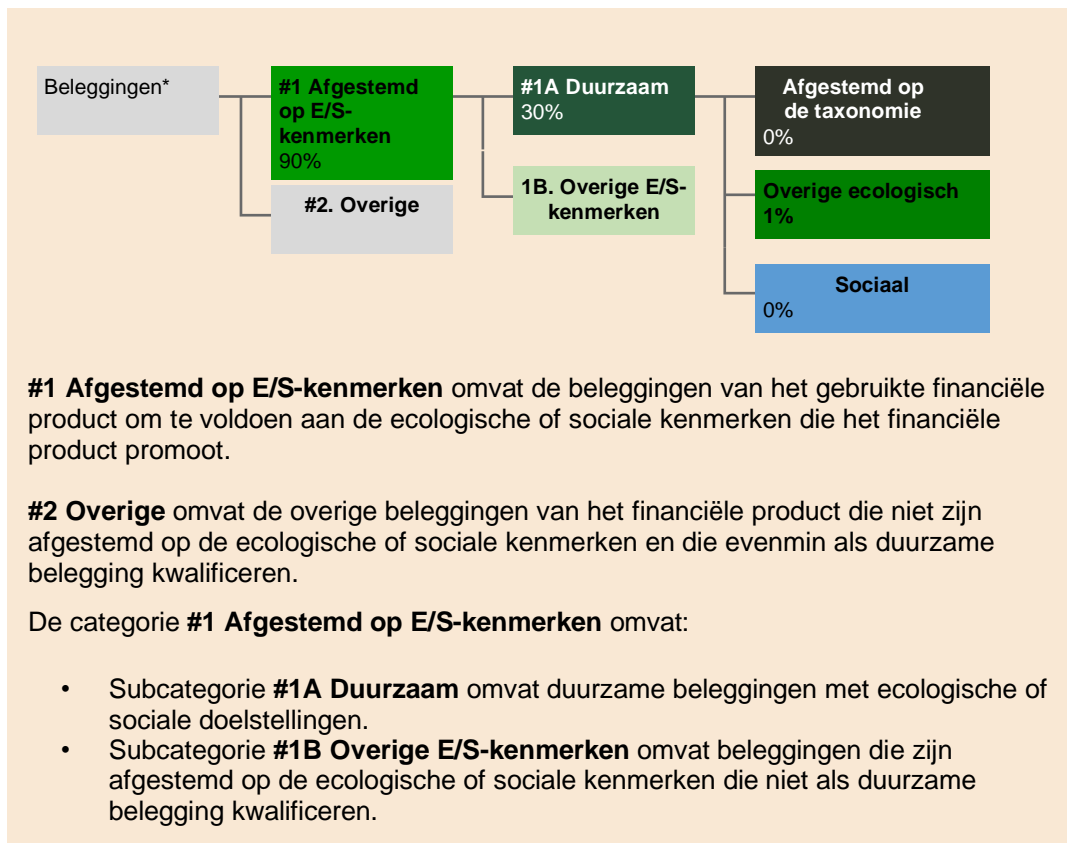 Beleggingen*
#1 Afgestemd
op E/S-
kenmerken
90%
#2. Overige
#1A Duurzaam
30%
1B. Overige E/S-
kenmerken
Afgestemd op
de taxonomie
0%
Overige ecologisch
1%
Sociaal
0%
#1 Afgestemd op E/S-kenmerken omvat de beleggingen van het gebruikte financiële
product om te voldoen aan de ecologische of sociale kenmerken die het financiële
product promoot.
#2 Overige omvat de overige beleggingen van het financiële product die niet zijn
afgestemd op de ecologische of sociale kenmerken en die evenmin als duurzame
belegging kwalificeren.
De categorie #1 Afgestemd op E/S-kenmerken omvat:
• Subcategorie #1A Duurzaam omvat duurzame beleggingen met ecologische of
sociale doelstellingen.
• Subcategorie #1B Overige E/S-kenmerken omvat beleggingen die zijn
afgestemd op de ecologische of sociale kenmerken die niet als duurzame
belegging kwalificeren.